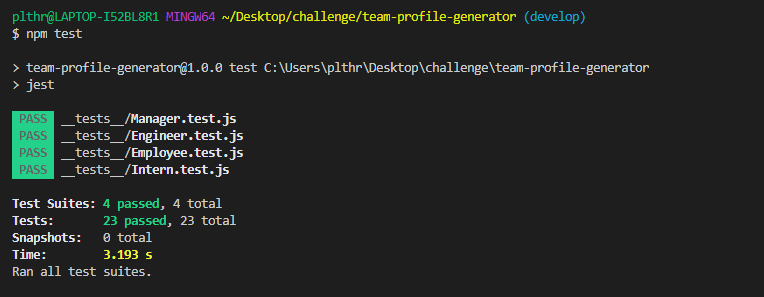 plthr@LAPTOP-I52BL8R1 MINGW64 ~/Desktop/challenge/team-profile-generator (develop)
$ npm test
> team-profile-generator@1.0.0 test C:\Users\plthr\Desktop\challenge\team-profile-generator
> jest
PASS __tests__/Manager.test.js
PASS __tests__/Engineer.test.js
PASS __tests__/Employee.test.js
PASS __tests__/Intern.test.js
Test Suites: 4 passed, 4 total
Tests: 23 passed, 23 total
Snapshots: 0 total
Time: 3.193 s
Ran all test suites.